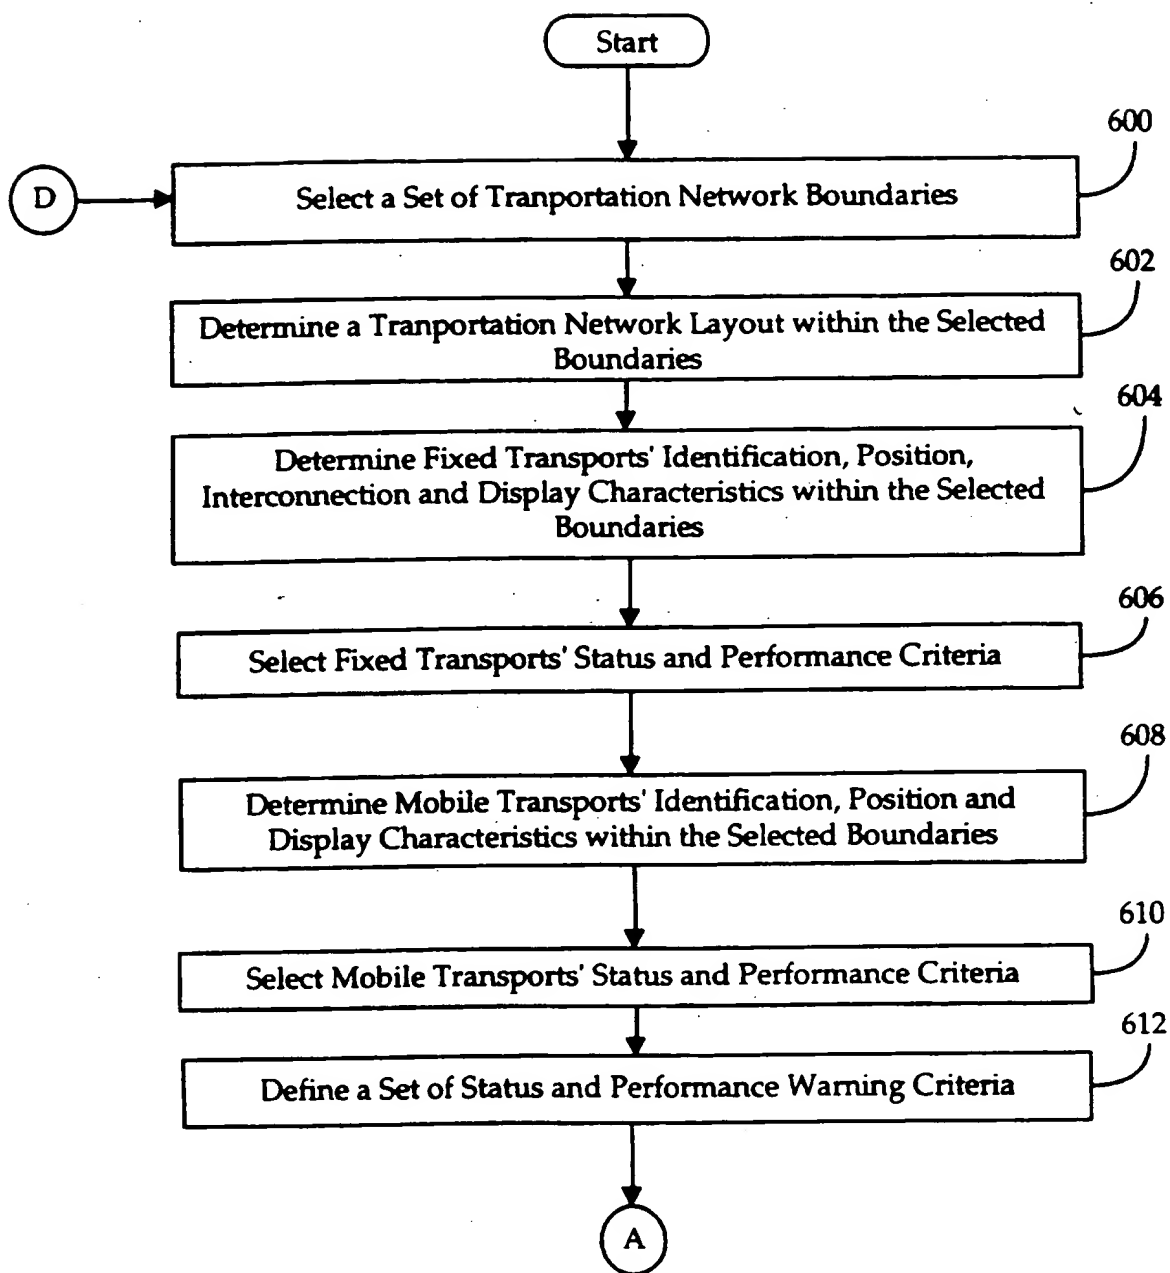 Start
600
D
Select a Set of Tranportation Network Boundaries
602
Determine a Tranportation Network Layout within the Selected
Boundaries
604
Determine Fixed Transports' Identification, Position,
Interconnection and Display Characteristics within the Selected
Boundaries
606
Select Fixed Transports' Status and Performance Criteria
608
Determine Mobile Transports' Identification, Position and
Display Characteristics within the Selected Boundaries
610
Select Mobile Transports' Status and Performance Criteria
612
Define a Set of Status and Performance Warning Criteria
A